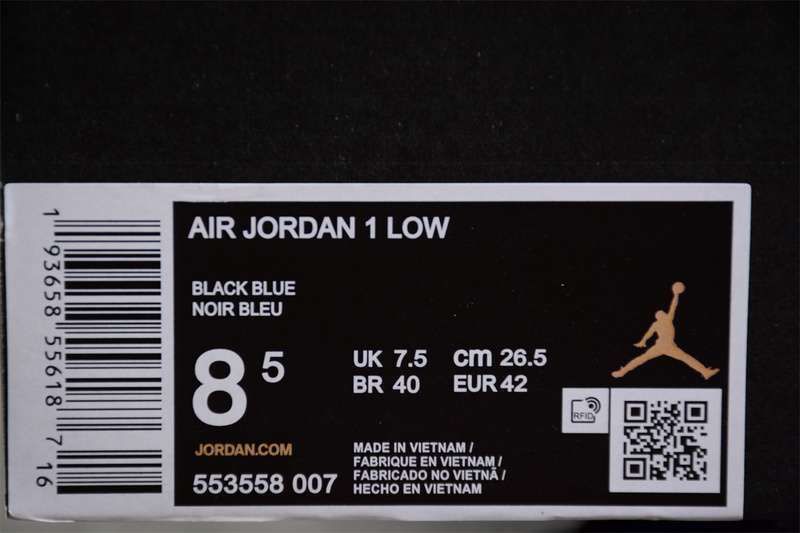 1 93658 55618 7 16
AIR JORDAN 1 LOW
BLACK BLUE
NOIR BLEU
8 5
UK 7.5 cm 26.5
BR 40 EUR 42
RFID
JORDAN.COM
553558 007
MADE IN VIETNAM /
FABRIQUE EN VIETNAM /
FABRICADO NO VIETNÃ /
HECHO EN VIETNAM